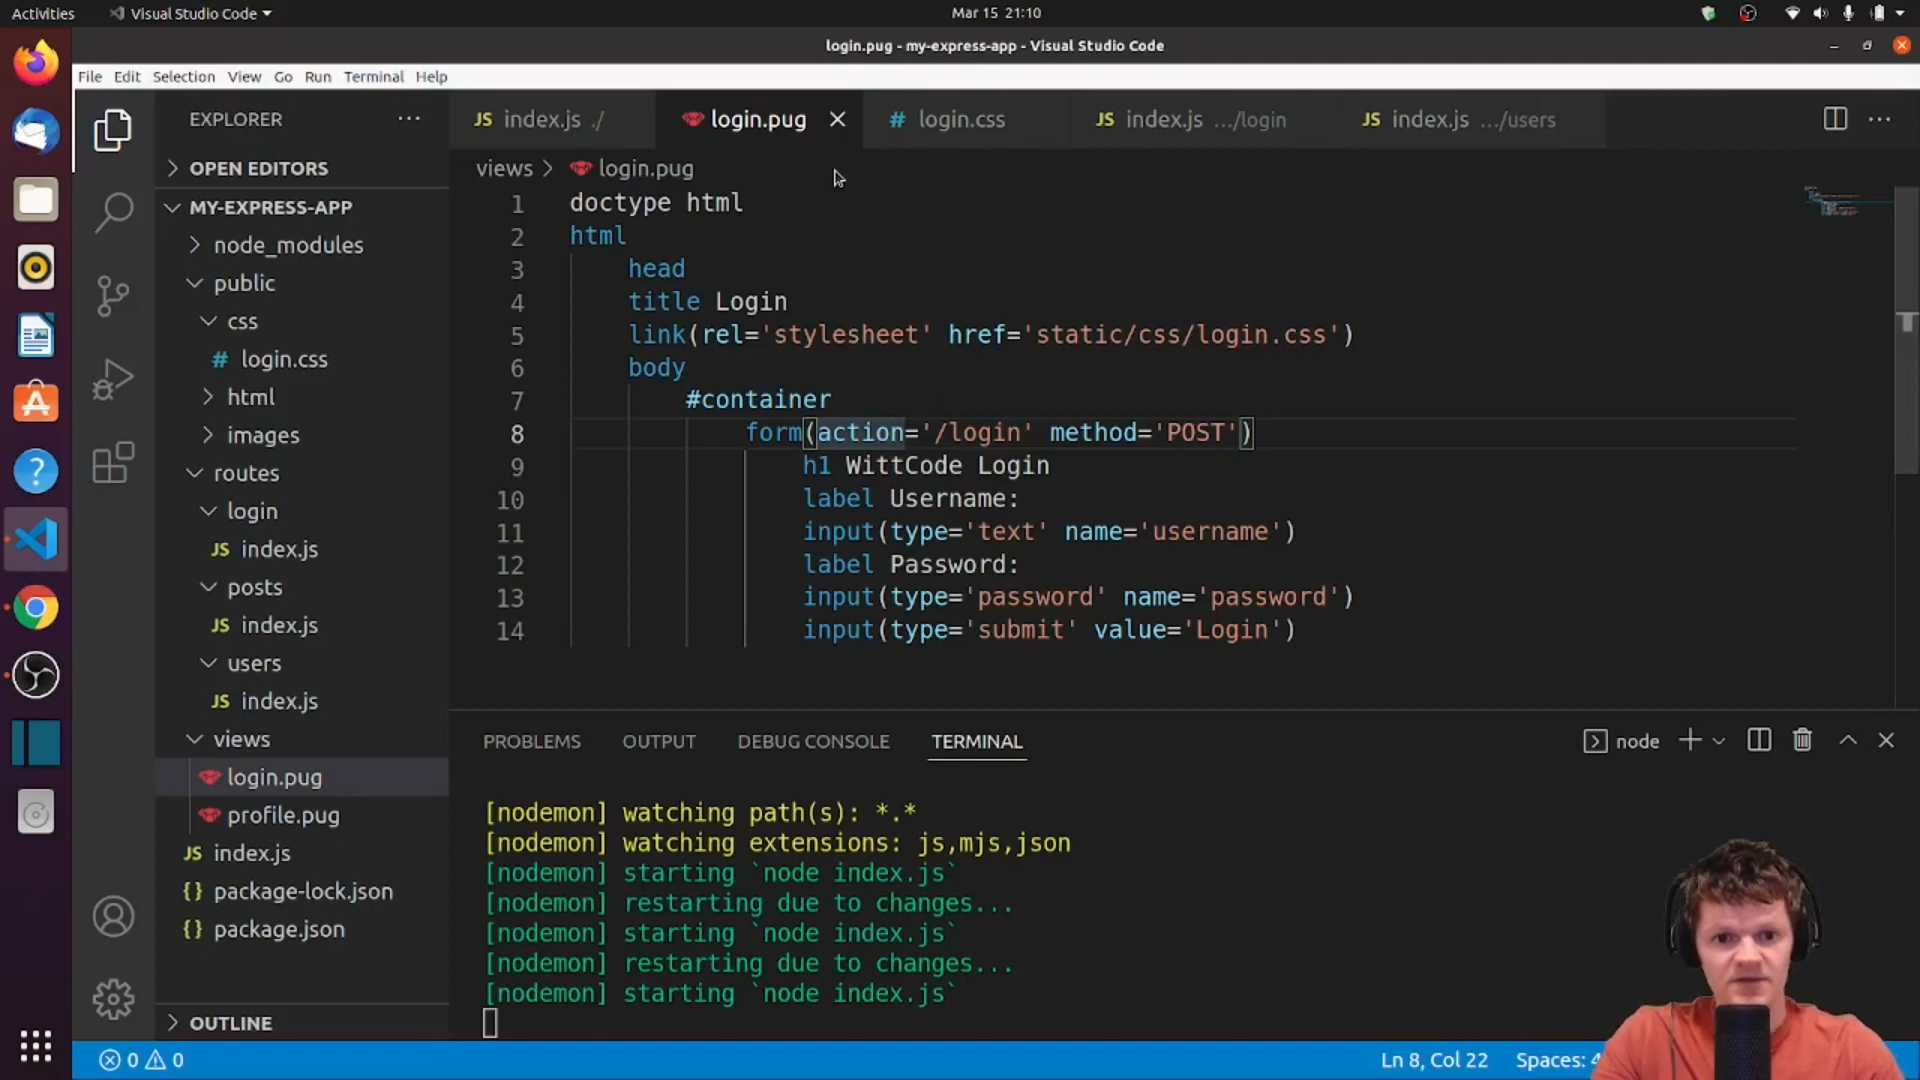 Activities
Visual Studio Code
Mar 15 21:10
login.pug - my-express-app - Visual Studio Code
File Edit Selection View Go Run Terminal Help
EXPLORER
OPEN EDITORS
MY-EXPRESS-APP
node_modules
public
css
# login.css
html
images
routes
login
JS index.js
posts
JS index.js
users
JS index.js
views
login.pug
profile.pug
JS index.js
{} package-lock.json
{} package.json
OUTLINE
JS index.js ./
login.pug
# login.css
JS index.js .../login
JS index.js .../users
views > login.pug
1 doctype html
2 html
3 head
4 title Login
5 link(rel='stylesheet' href='static/css/login.css')
6 body
7 #container
8 form(action='/login' method='POST')
9 h1 WittCode Login
10 label Username:
11 input(type='text' name='username')
12 label Password:
13 input(type='password' name='password')
14 input(type='submit' value='Login')
PROBLEMS OUTPUT DEBUG CONSOLE TERMINAL
node
[nodemon] watching path(s): *.*
[nodemon] watching extensions: js,mjs,json
[nodemon] starting `node index.js`
[nodemon] restarting due to changes...
[nodemon] starting `node index.js`
[nodemon] restarting due to changes...
[nodemon] starting `node index.js`
0 0
Ln 8, Col 22
Spaces: 4